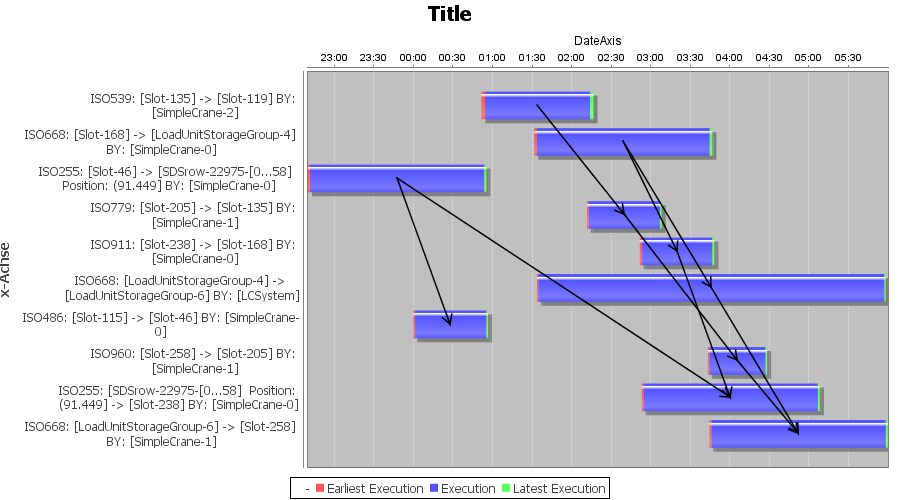 Title
DateAxis
23:00 23:30 00:00 00:30 01:00 01:30 02:00 02:30 03:00 03:30 04:00 04:30 05:00 05:30
x-Achse
ISO539: [Slot-135] -> [Slot-119] BY:
[SimpleCrane-2]
ISO668: [Slot-168] -> [LoadUnitStorageGroup-4]
BY: [SimpleCrane-0]
ISO255: [Slot-46] -> [SDSrow-22975-[0...58]
Position: (91.449] BY: [SimpleCrane-0]
ISO779: [Slot-205] -> [Slot-135] BY:
[SimpleCrane-1]
ISO911: [Slot-238] -> [Slot-168] BY:
[SimpleCrane-0]
ISO668: [LoadUnitStorageGroup-4] ->
[LoadUnitStorageGroup-6] BY: [LCSystem]
ISO486: [Slot-115] -> [Slot-46] BY: [SimpleCrane-
0]
ISO960: [Slot-258] -> [Slot-205] BY:
[SimpleCrane-1]
ISO255: [SDSrow-22975-[0...58] Position:
(91.449] -> [Slot-238] BY: [SimpleCrane-0]
ISO668: [LoadUnitStorageGroup-6] -> [Slot-258]
BY: [SimpleCrane-1]
- Earliest Execution Execution Latest Execution